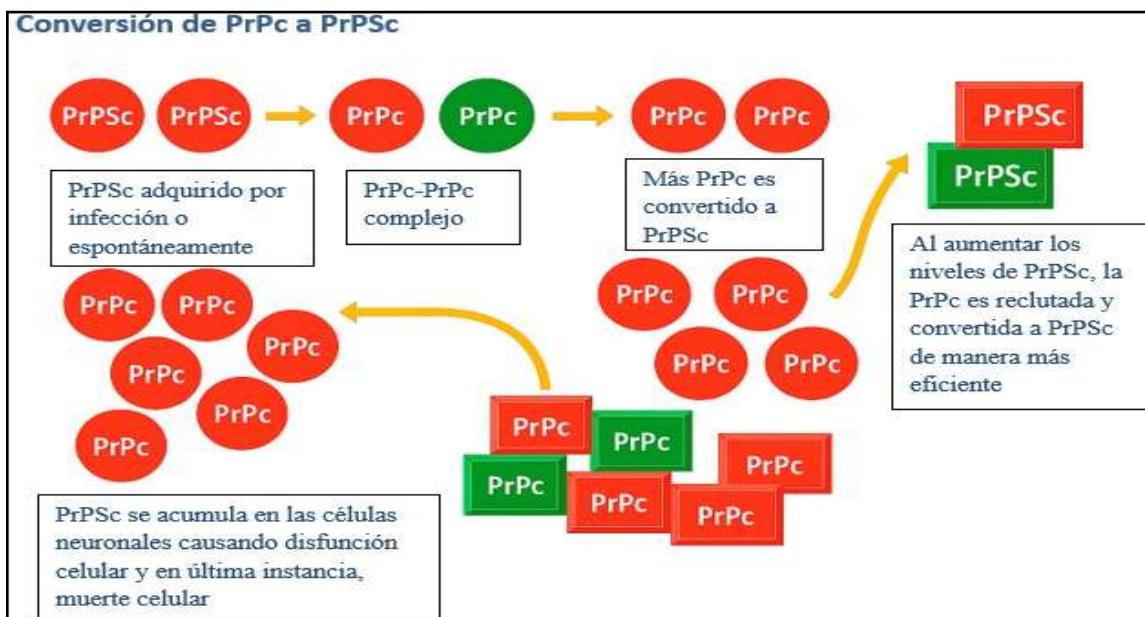 Conversión de PrPc a PrPSc
PrPSc PrPSc PrPc PrPc PrPc PrPc
PrPSc adquirido por
infección o
espontáneamente
PrPc-PrPc
complejo
Más PrPc es
convertido a
PrPSc
PrPSc
PrPSc
Al aumentar los
niveles de PrPSc, la
PrPc es reclutada y
convertida a PrPSc
de manera más
eficiente
PrPc PrPc
PrPc PrPc
PrPc
PrPc
PrPc
PrPc
PrPc PrPc
PrPc
PrPc
PrPc PrPc
PrPc
PrPc
PrPSc se acumula en las células
neuronales causando disfunción
celular y en última instancia,
muerte celular